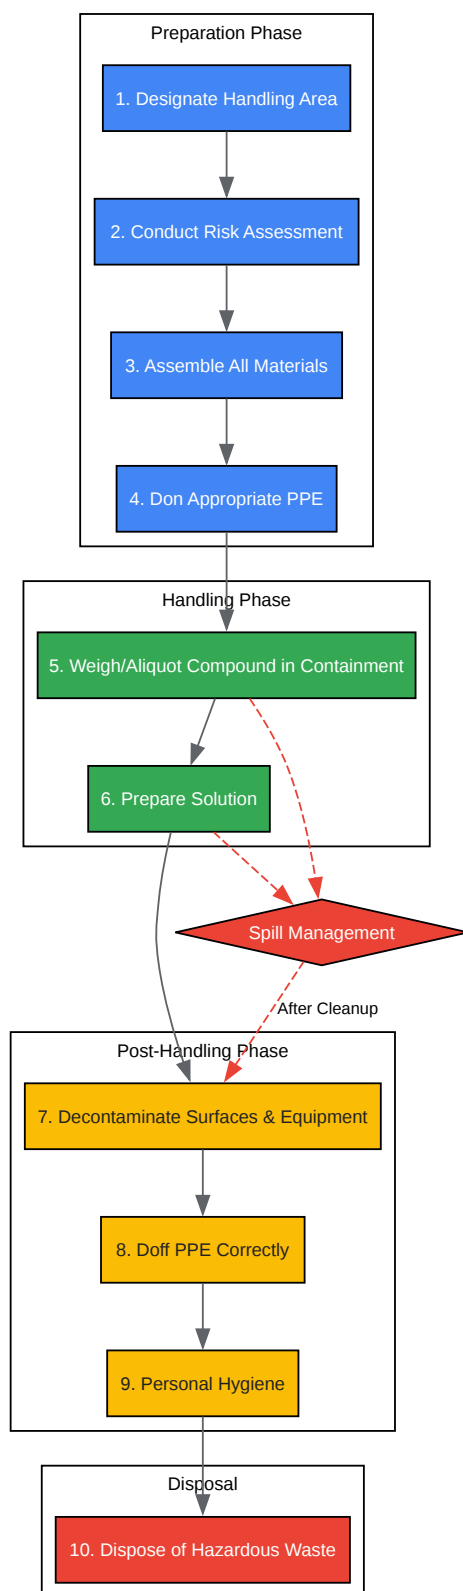 Preparation Phase
1. Designate Handling Area
2. Conduct Risk Assessment
3. Assemble All Materials
4. Don Appropriate PPE
Handling Phase
5. Weigh/Aliquot Compound in Containment
6. Prepare Solution
Spill Management
After Cleanup
Post-Handling Phase
7. Decontaminate Surfaces & Equipment
8. Doff PPE Correctly
9. Personal Hygiene
Disposal
10. Dispose of Hazardous Waste